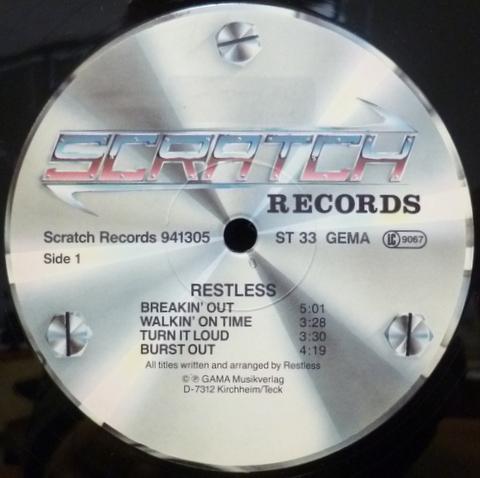 SCRATCH
RECORDS
Scratch Records 941305 ST 33 GEMA LC 9067
Side 1
RESTLESS
BREAKIN' OUT 5:01
WALKIN' ON TIME 3:28
TURN IT LOUD 3:30
BURST OUT 4:19
All titles written and arranged by Restless
© ℗ GAMA Musikverlag
D-7312 Kirchheim/Teck